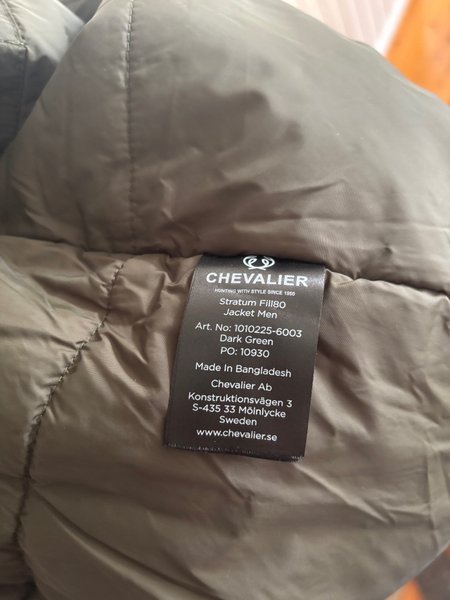 CHEVALIER
HUNTING WITH STYLE SINCE 1950
Stratum Fill80
Jacket Men
Art. No: 1010225-6003
Dark Green
PO: 10930
Made In Bangladesh
Chevalier Ab
Konstruktionsvägen 3
S-435 33 Mölnlycke
Sweden
www.chevalier.se